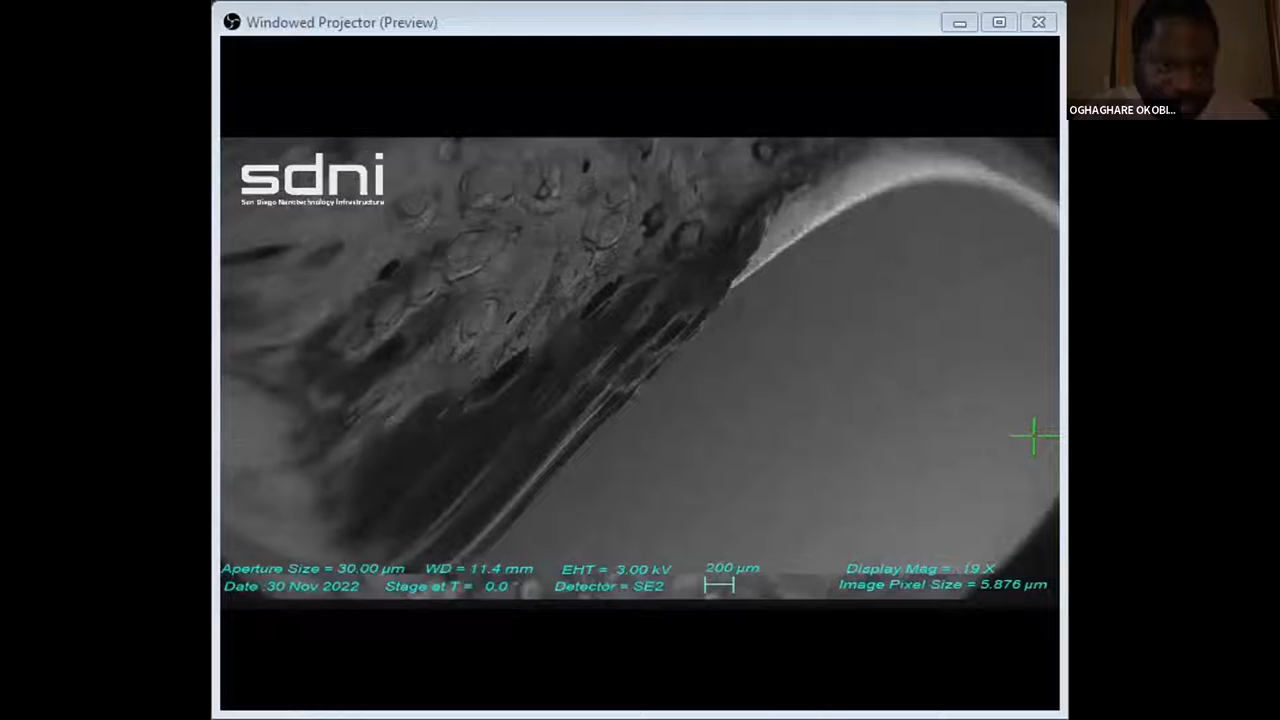 Windowed Projector (Preview)
OGHAGHARE OKOBI...
sdni
San Diego Nanotechnology Infrastructure
Aperture Size = 30.00 µm WD = 11.4 mm EHT = 3.00 kV 200 µm Display Mag = 19 X
Date :30 Nov 2022 Stage at T = 0.0 ° Detector = SE2 Image Pixel Size = 5.876 µm